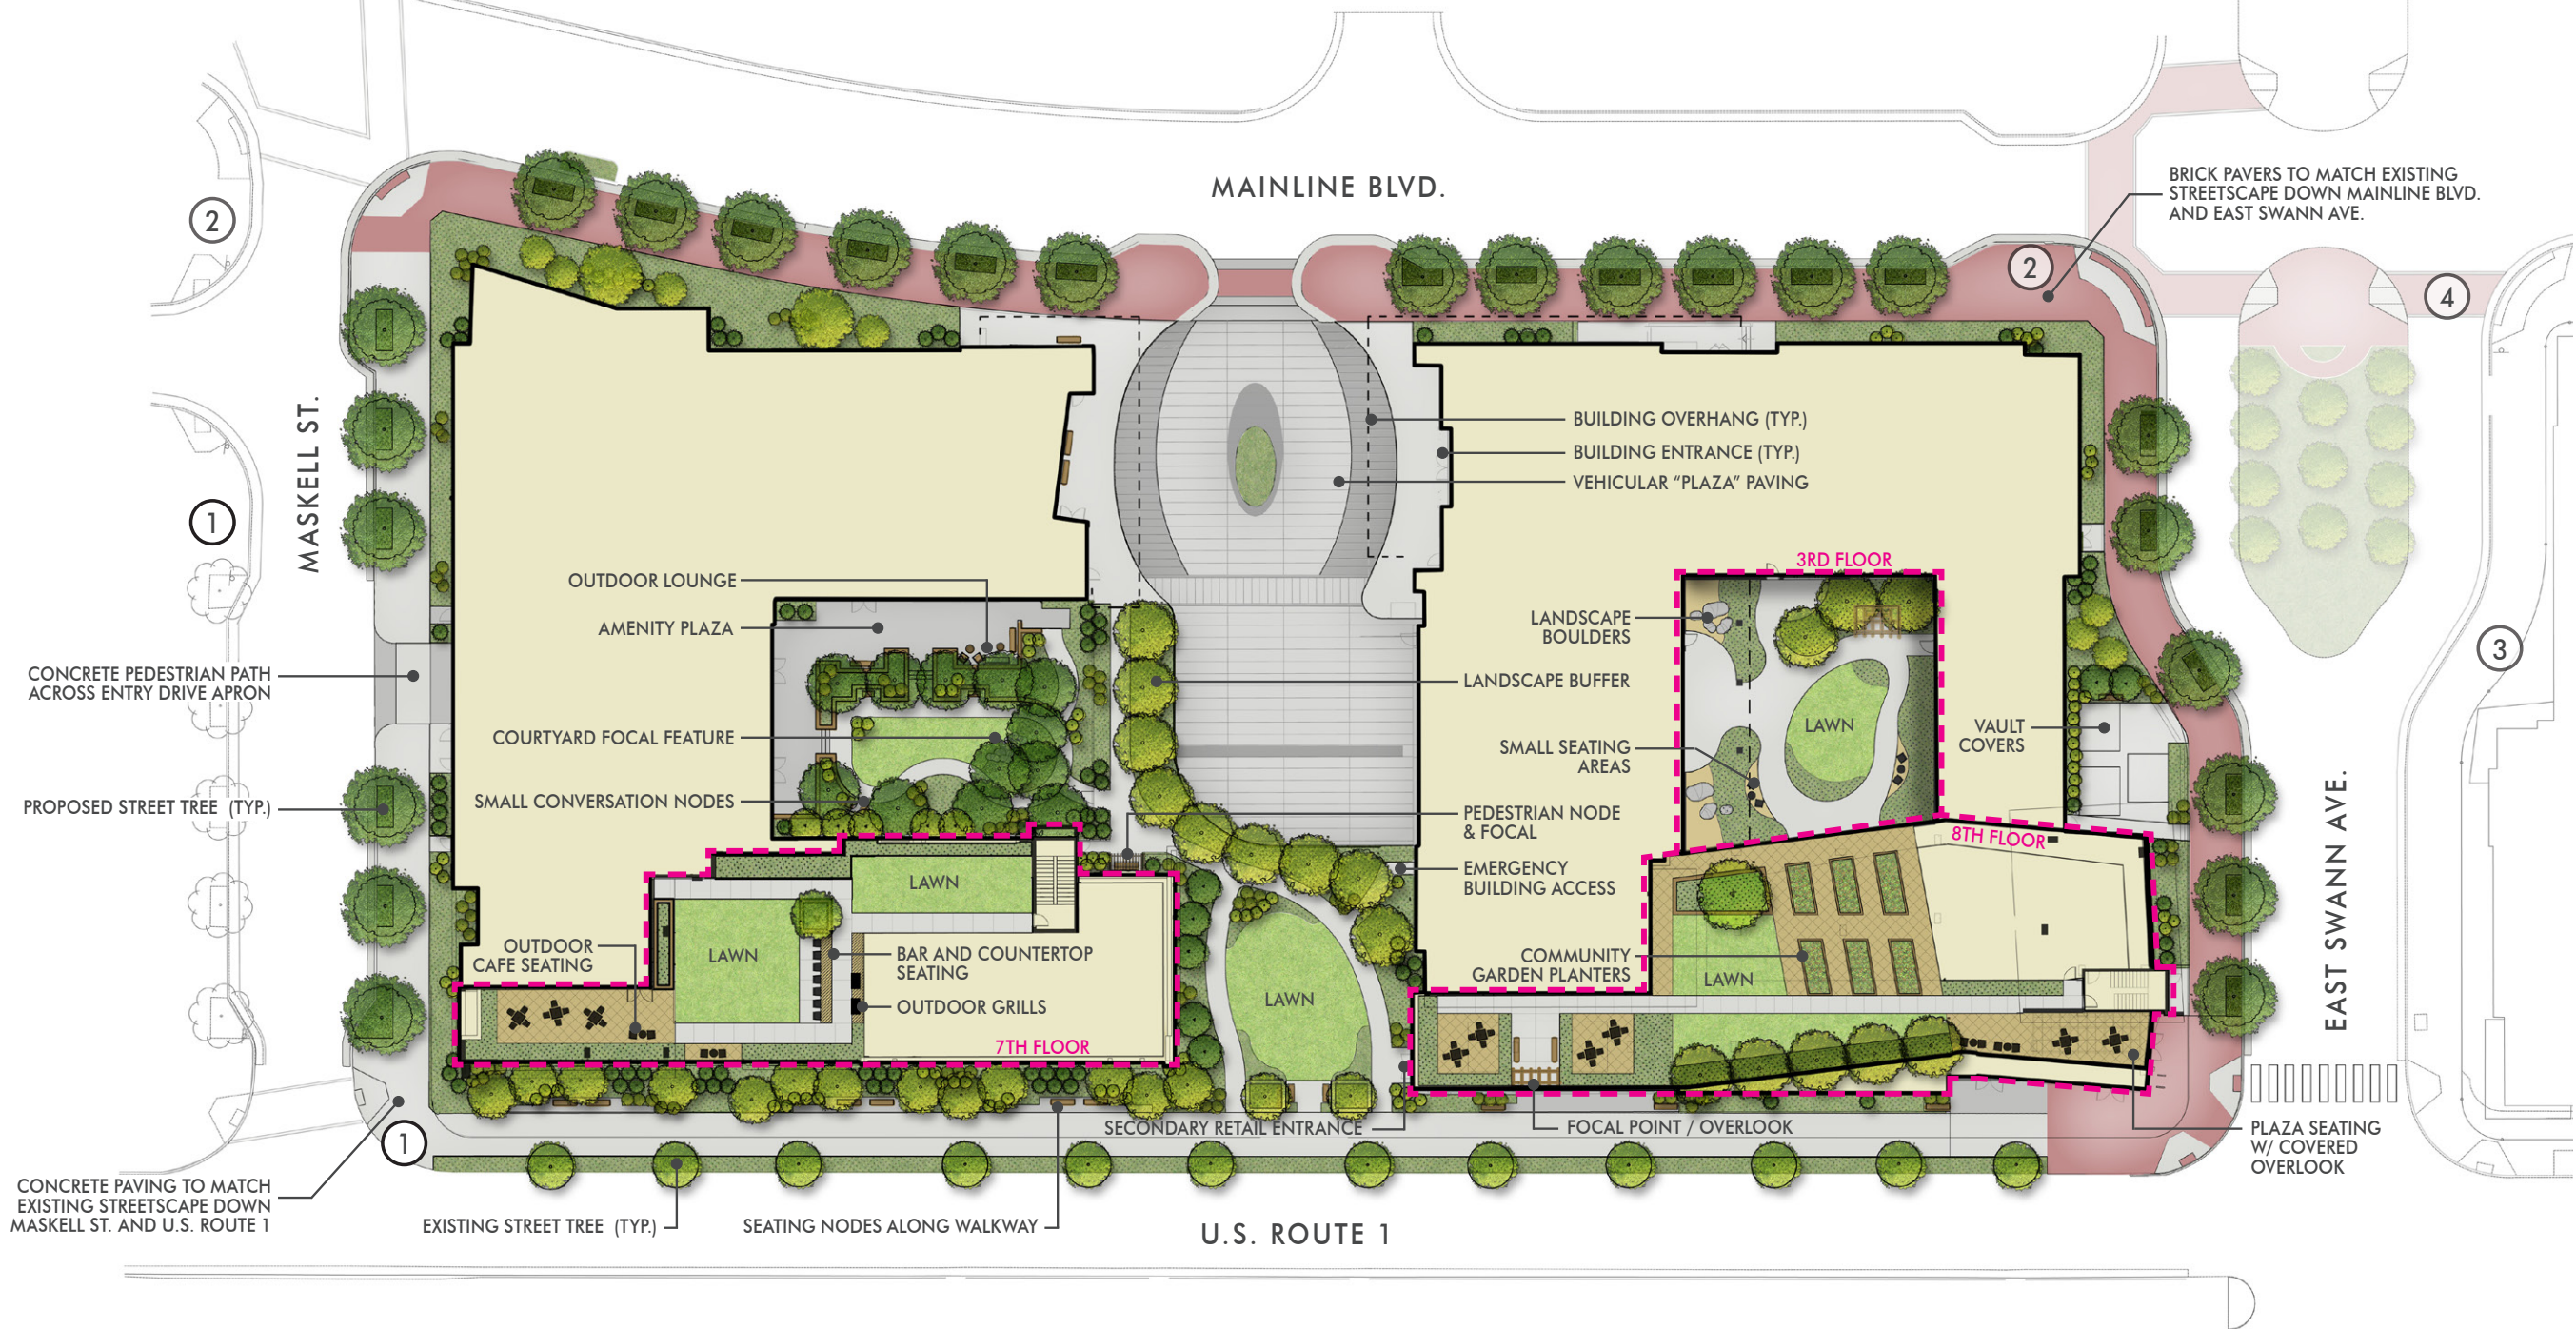 MAINLINE BLVD.
BRICK PAVERS TO MATCH EXISTING
STREETSCAPE DOWN MAINLINE BLVD.
AND EAST SWANN AVE.
2
2
4
MASKELL ST.
1
BUILDING OVERHANG (TYP.)
BUILDING ENTRANCE (TYP.)
VEHICULAR “PLAZA” PAVING
3RD FLOOR
OUTDOOR LOUNGE
AMENITY PLAZA
LANDSCAPE
BOULDERS
3
CONCRETE PEDESTRIAN PATH
ACROSS ENTRY DRIVE APRON
LANDSCAPE BUFFER
LAWN
VAULT
COVERS
COURTYARD FOCAL FEATURE
SMALL SEATING
AREAS
SMALL CONVERSATION NODES
PROPOSED STREET TREE (TYP.)
PEDESTRIAN NODE
& FOCAL
8TH FLOOR
EMERGENCY
BUILDING ACCESS
LAWN
EAST SWANN AVE.
OUTDOOR
CAFE SEATING
LAWN
BAR AND COUNTERTOP
SEATING
COMMUNITY
GARDEN PLANTERS
LAWN
LAWN
OUTDOOR GRILLS
7TH FLOOR
SECONDARY RETAIL ENTRANCE
FOCAL POINT / OVERLOOK
PLAZA SEATING
W/ COVERED
OVERLOOK
1
CONCRETE PAVING TO MATCH
EXISTING STREETSCAPE DOWN
MASKELL ST. AND U.S. ROUTE 1
EXISTING STREET TREE (TYP.)
SEATING NODES ALONG WALKWAY
U.S. ROUTE 1